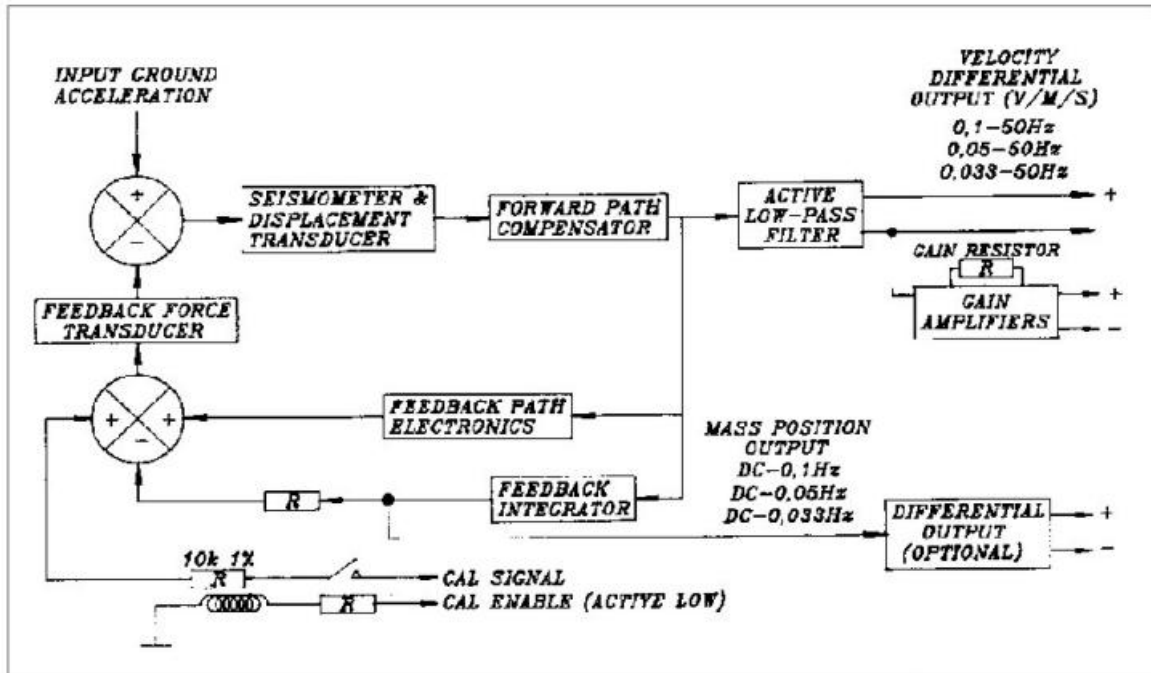 INPUT GROUND
ACCELERATION
VELOCITY
DIFFERENTIAL
OUTPUT (V/M/S)
0,1-50Hz
0,05-50Hz
0,033-50Hz
+
-
SEISMOMETER &
DISPLACEMENT
TRANSDUCER
FORWARD PATH
COMPENSATOR
ACTIVE
LOW-PASS
FILTER
+
-
GAIN RESISTOR
R
GAIN
AMPLIFIERS
+
-
FEEDBACK FORCE
TRANSDUCER
+
+
-
FEEDBACK PATH
ELECTRONICS
MASS POSITION
OUTPUT
DC-0,1Hz
DC-0,05Hz
DC-0,033Hz
R
FEEDBACK
INTEGRATOR
DIFFERENTIAL
OUTPUT
(OPTIONAL)
+
-
10k 1%
R
CAL SIGNAL
R
CAL ENABLE (ACTIVE LOW)